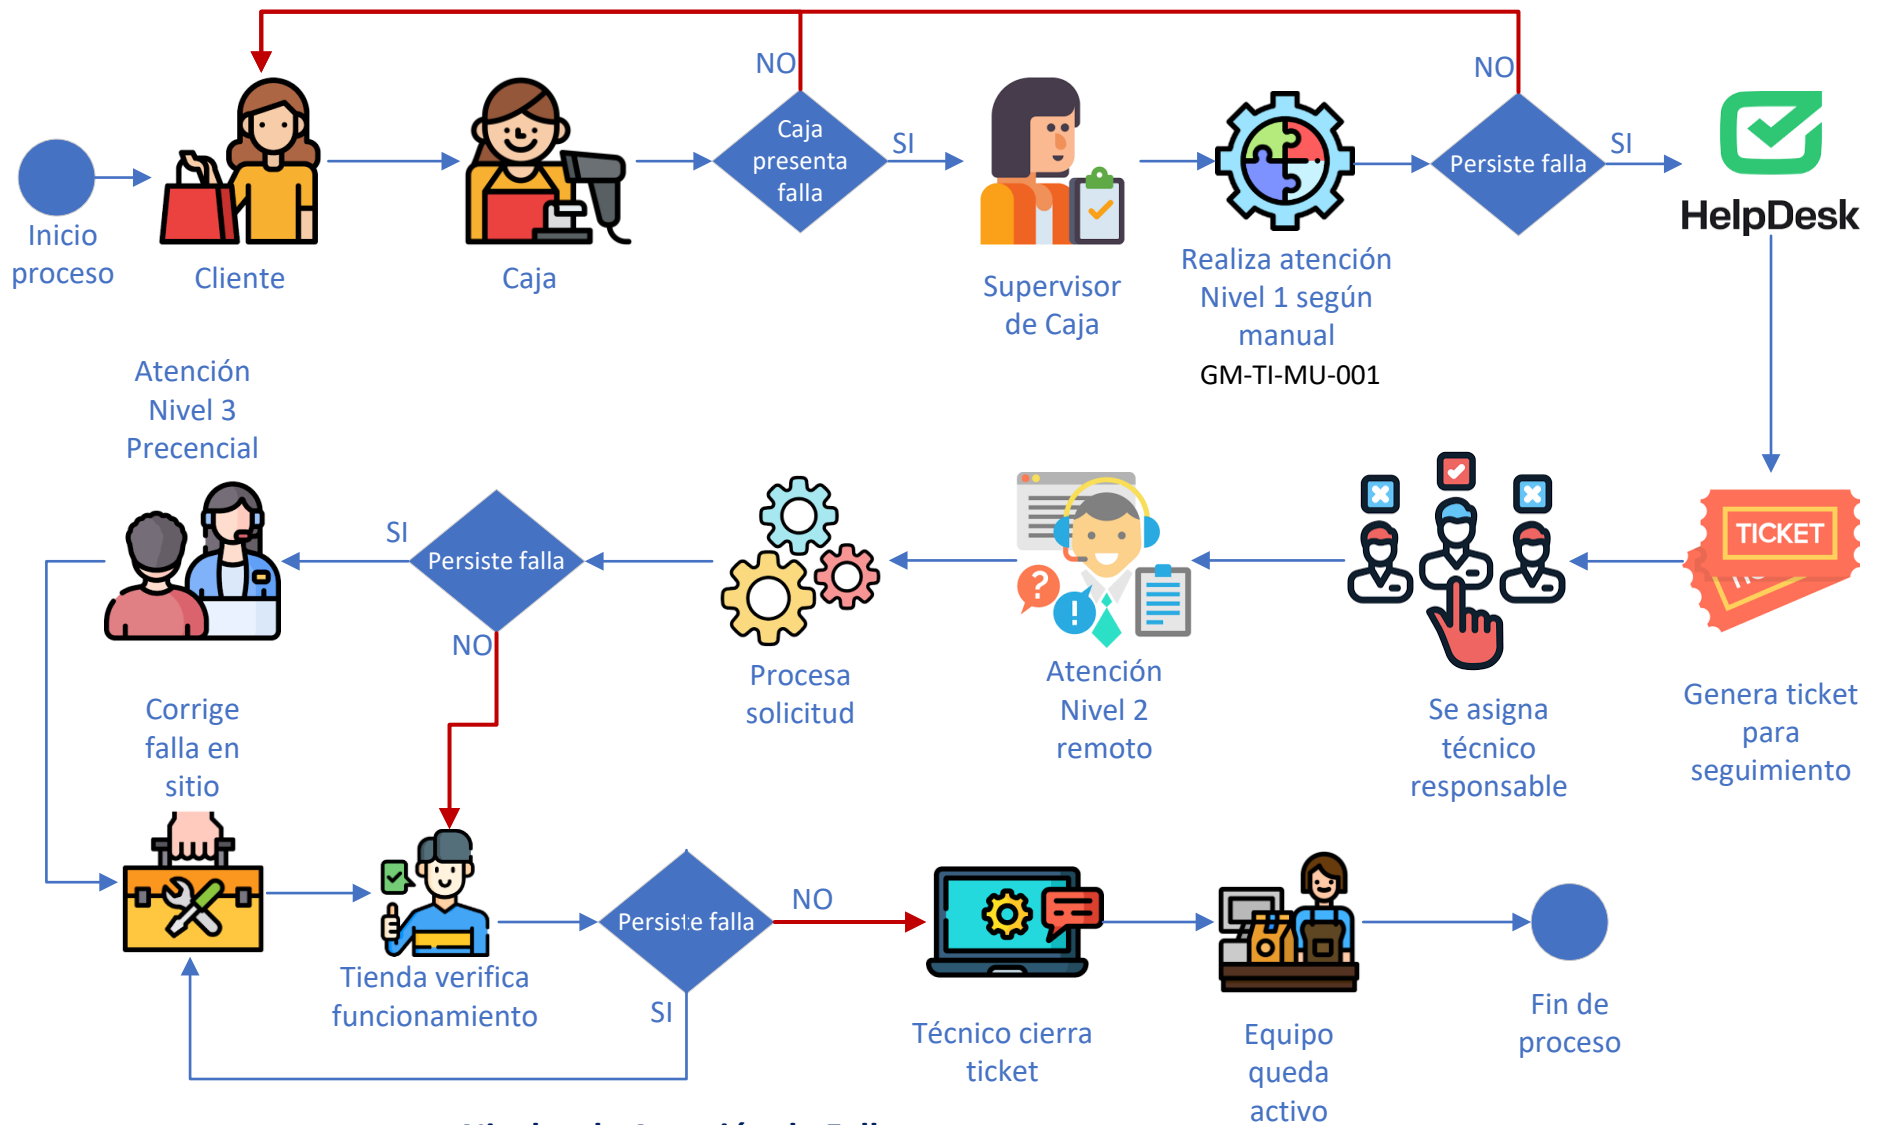 NO
NO
Caja
presenta
falla
SI
Persiste falla
SI
HelpDesk
Inicio
proceso
Cliente
Caja
Supervisor
de Caja
Realiza atención
Nivel 1 según
manual
GM-TI-MU-001
Atención
Nivel 3
Precencial
SI
Persiste falla
NO
Procesa
solicitud
Atención
Nivel 2
remoto
Se asigna
técnico
responsable
TICKET
Genera ticket
para
seguimiento
Corrige
falla en
sitio
Tienda verifica
funcionamiento
Persiste falla
NO
SI
Técnico cierra
ticket
Equipo
queda
activo
Fin de
proceso